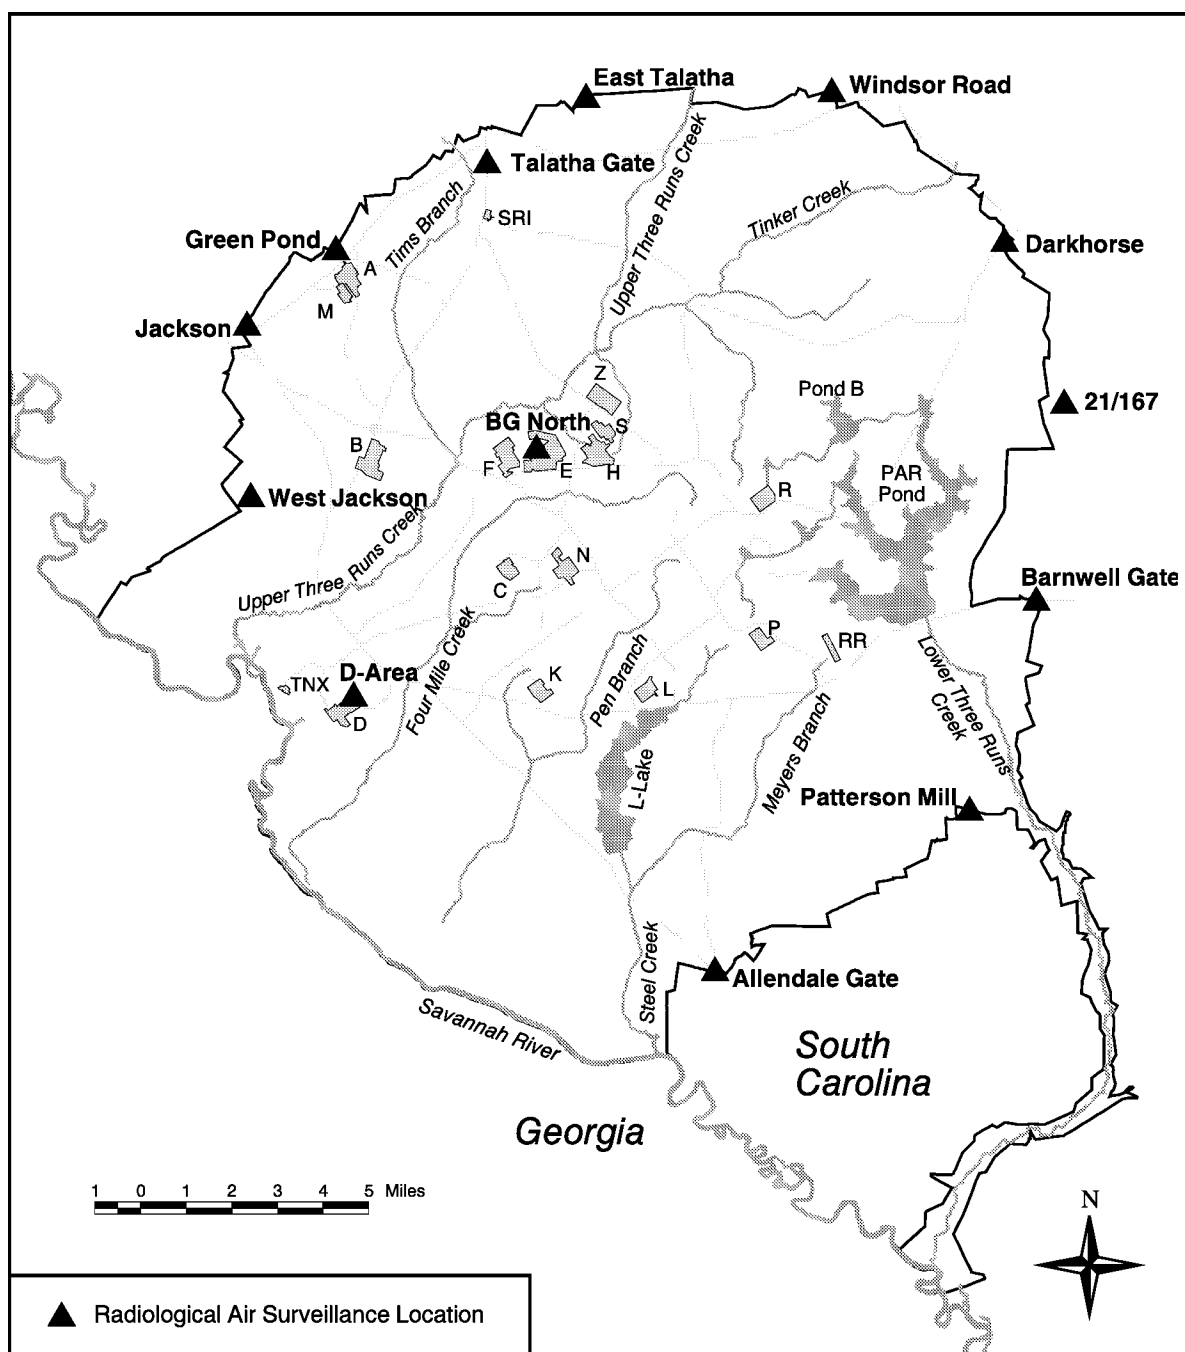 East Talatha
Windsor Road
Talatha Gate
Upper Three Runs Creek
Tinker Creek
Tims Branch
SRI
Green Pond
Darkhorse
A
M
Jackson
Z
Pond B
21/167
BG North
S
B
F
E
H
PAR
Pond
R
West Jackson
Upper Three Runs Creek
N
C
Barnwell Gate
P
RR
Four Mile Creek
Pen Branch
Lower Three Runs
Creek
D-Area
TNX
K
L
D
Meyers Branch
L-Lake
Patterson Mill
Steel Creek
Allendale Gate
Savannah River
South
Carolina
Georgia
1 0 1 2 3 4 5 Miles
N
Radiological Air Surveillance Location